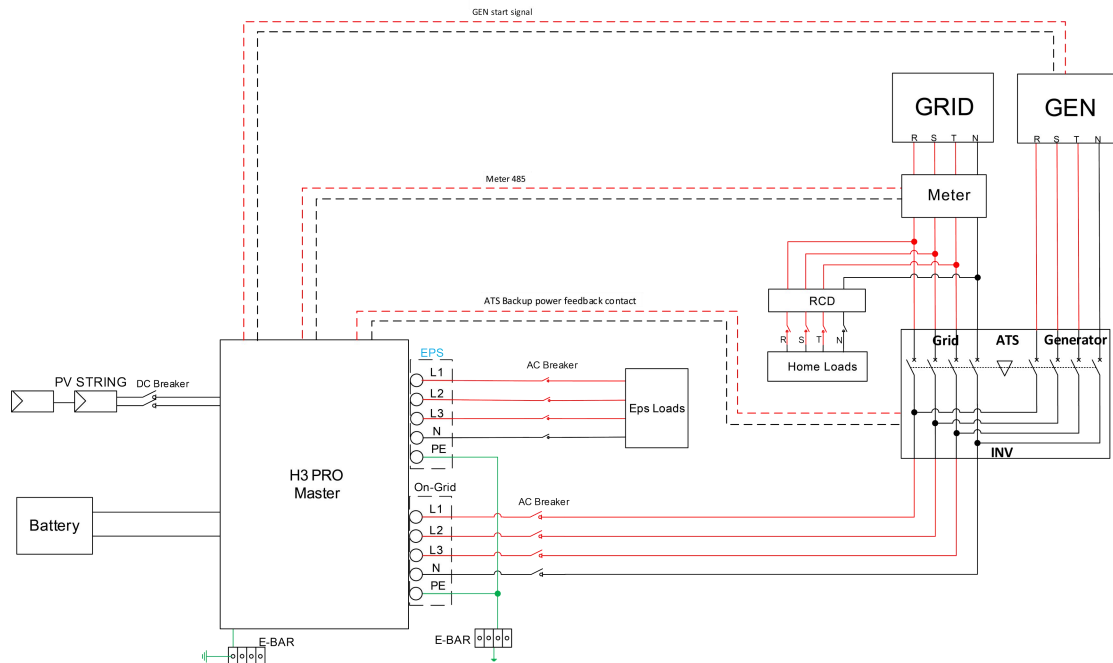 GEN start signal
GRID
GEN
R S T N
R S T N
Meter 485
Meter
RCD
ATS Backup power feedback contact
R S T N
Home Loads
Grid ATS Generator
INV
EPS
PV STRING
DC Breaker
L1
L2
L3
N
PE
AC Breaker
Eps Loads
H3 PRO
Master
Battery
On-Grid
L1
L2
L3
N
PE
AC Breaker
E-BAR
E-BAR